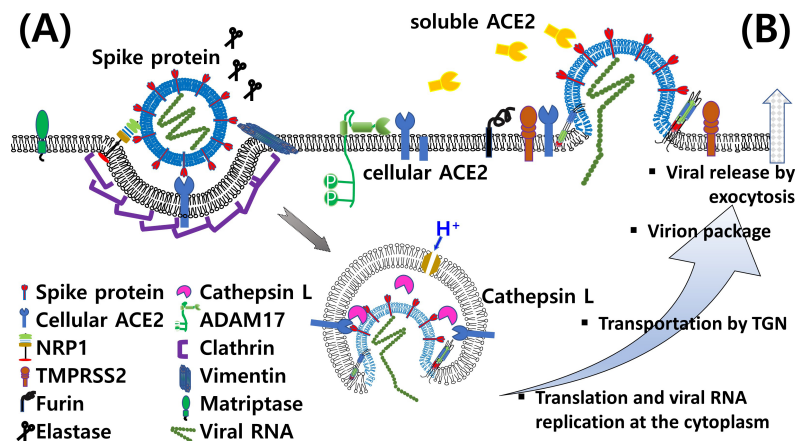 (A)
Spike protein
soluble ACE2
(B)
P
P
cellular ACE2
▪ Viral release by
exocytosis
▪ Virion package
H⁺
Cathepsin L
▪ Transportation by TGN
▪ Translation and viral RNA
replication at the cytoplasm
Spike protein
Cellular ACE2
NRP1
TMPRSS2
Furin
Elastase
Cathepsin L
ADAM17
Clathrin
Vimentin
Matriptase
Viral RNA